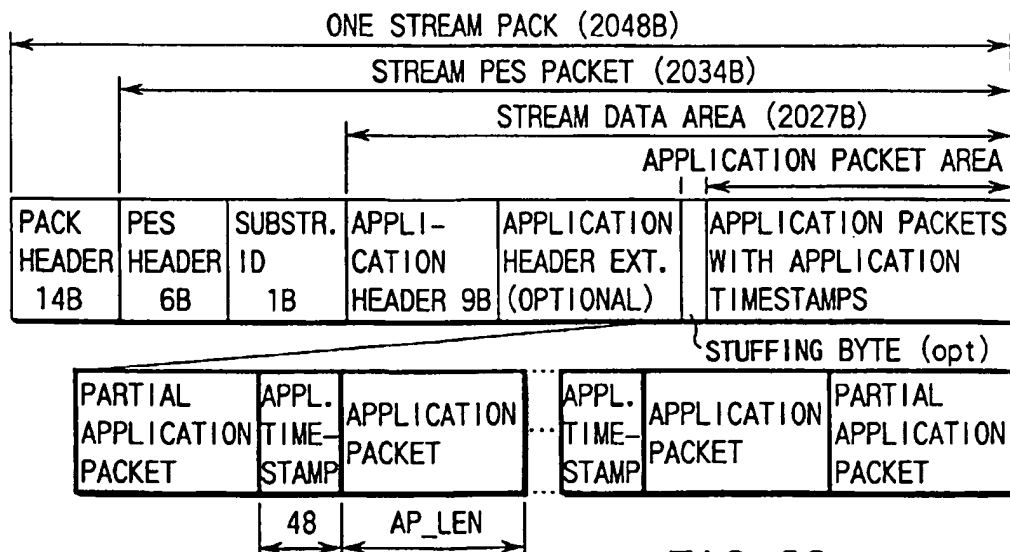 ONE STREAM PACK (2048B)
STREAM PES PACKET (2034B)
STREAM DATA AREA (2027B)
APPLICATION PACKET AREA
PACK
HEADER
14B
PES
HEADER
6B
SUBSTR.
ID
1B
APPLI-
CATION
HEADER 9B
APPLICATION
HEADER EXT.
(OPTIONAL)
APPLICATION PACKETS
WITH APPLICATION
TIMESTAMPS
STUFFING BYTE (opt)
PARTIAL
APPLICATION
PACKET
APPL.
TIME-
STAMP
APPLICATION
PACKET
APPL.
TIME-
STAMP
APPLICATION
PACKET
PARTIAL
APPLICATION
PACKET
48
AP_LEN